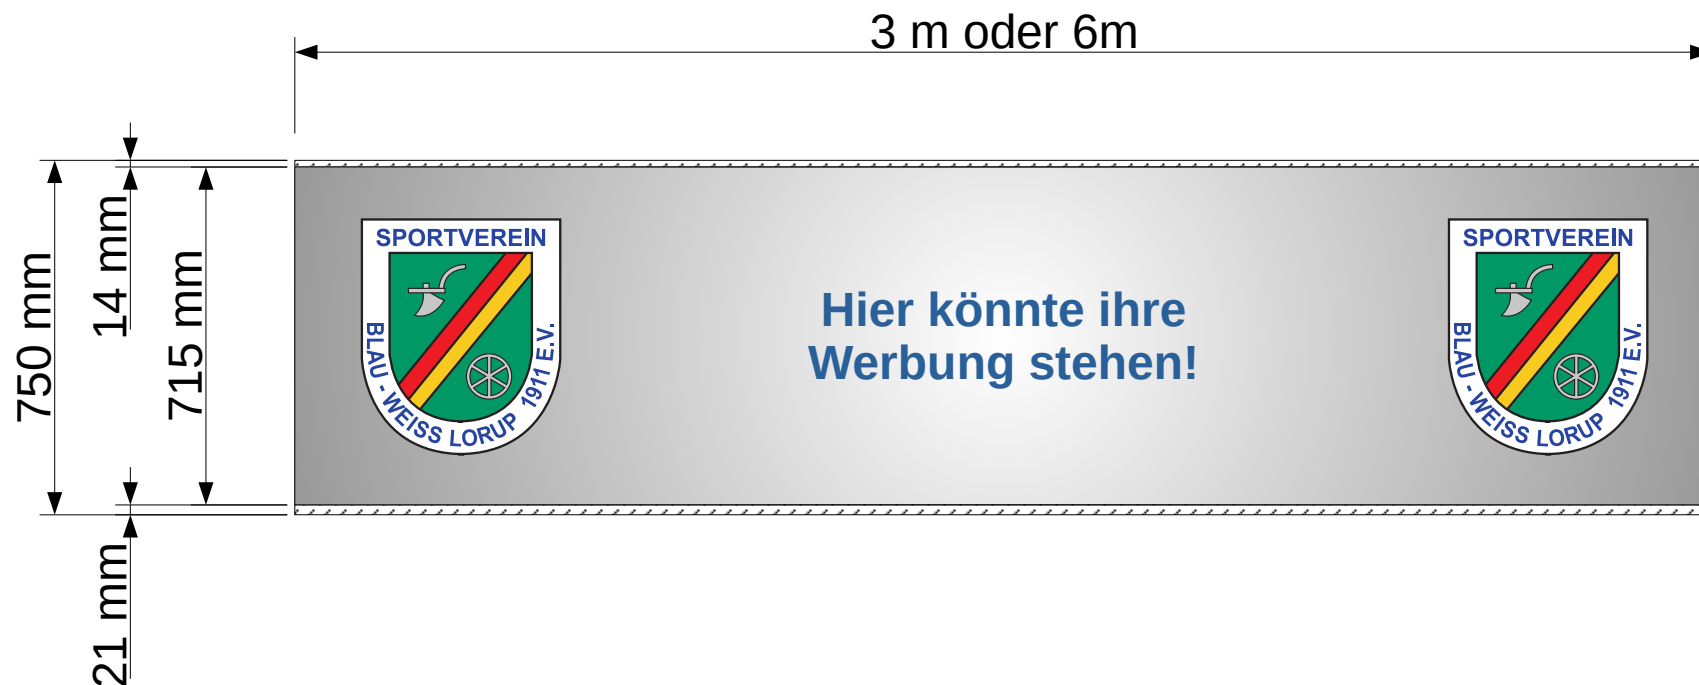 3 m oder 6m
750 mm
14 mm
715 mm
21 mm
SPORTVEREIN
BLAU - WEISS LORUP 1911 E.V.
Hier könnte ihre
Werbung stehen!
SPORTVEREIN
BLAU - WEISS LORUP 1911 E.V.